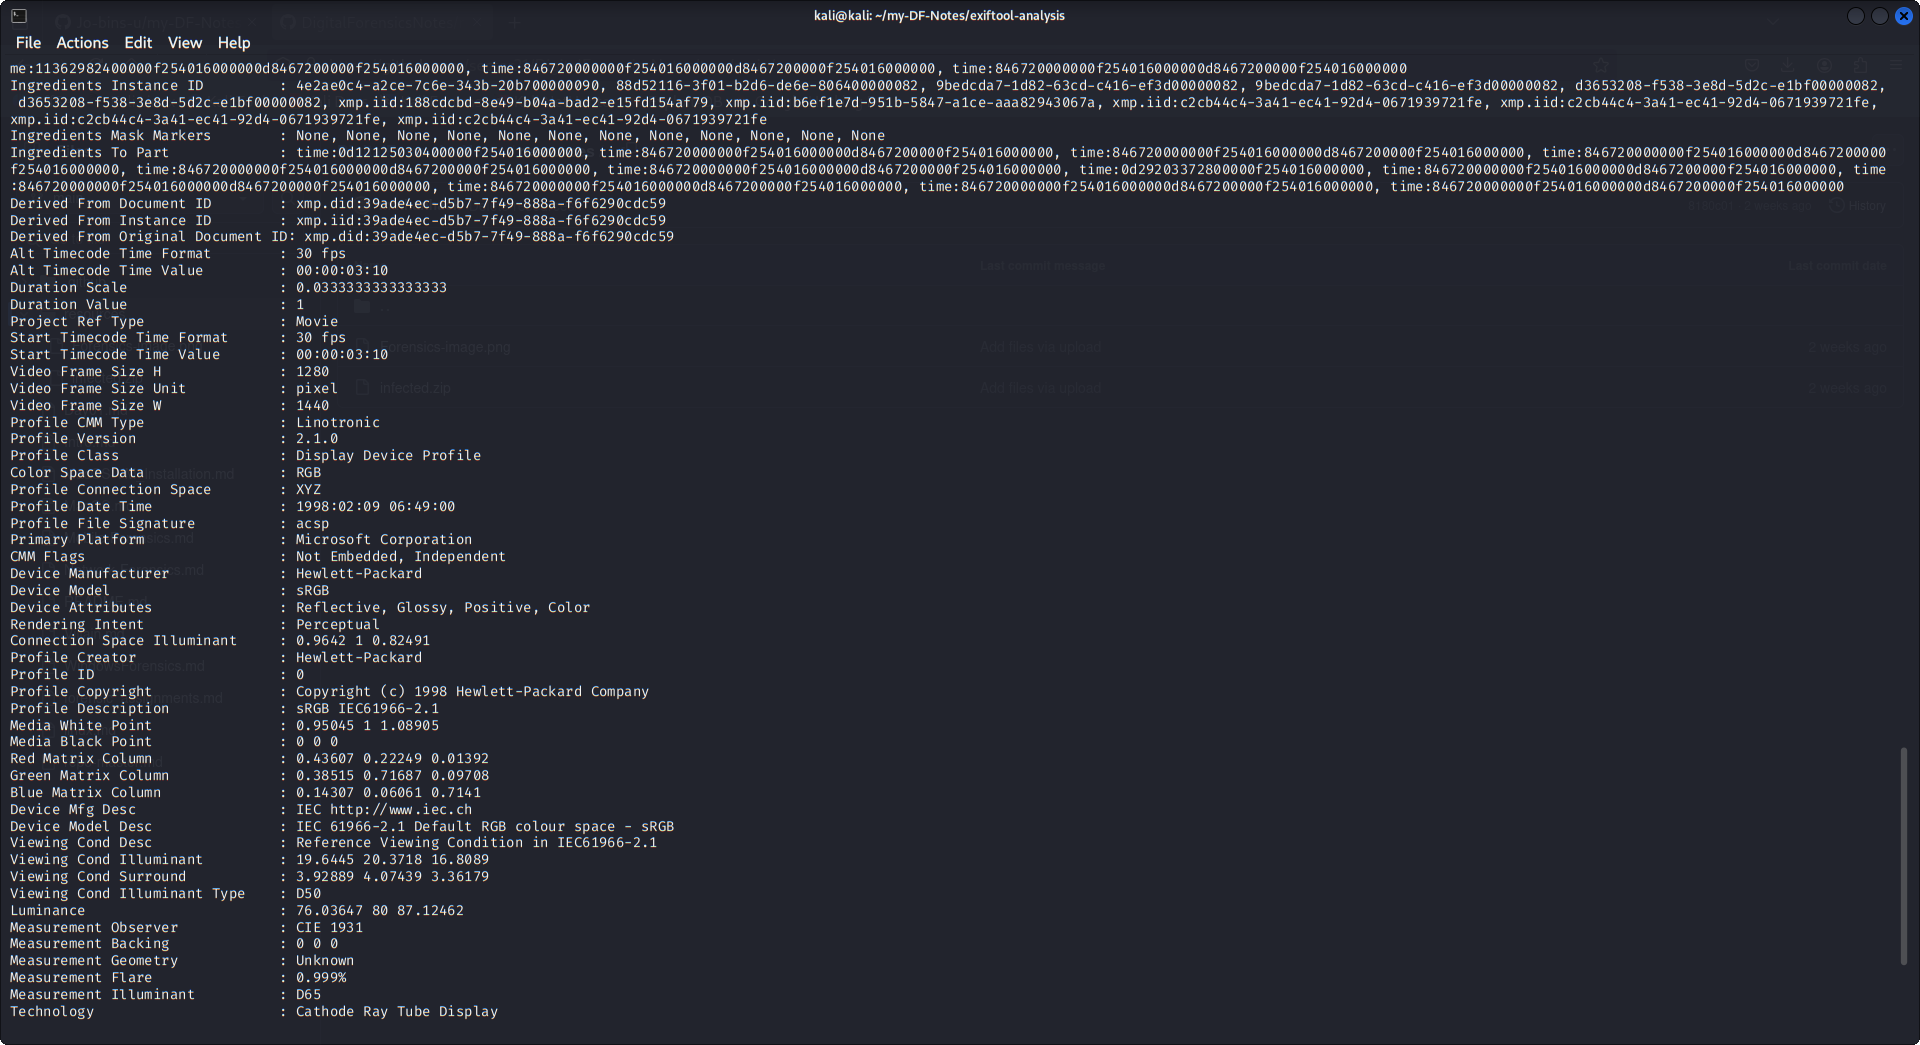 kali@kali: ~/my-DF-Notes/exiftool-analysis
File Actions Edit View Help
me:11362982400000f254016000000d8467200000f254016000000, time:846720000000f254016000000d8467200000f254016000000, time:846720000000f254016000000d8467200000f254016000000
Ingredients Instance ID : 4e2ae0c4-a2ce-7c6e-343b-20b700000090, 88d52116-3f01-b2d6-de6e-806400000082, 9bedcda7-1d82-63cd-c416-ef3d00000082, 9bedcda7-1d82-63cd-c416-ef3d00000082, d3653208-f538-3e8d-5d2c-e1bf00000082,
d3653208-f538-3e8d-5d2c-e1bf00000082, xmp.iid:188cdcbd-8e49-b04a-bad2-e15fd154af79, xmp.iid:b6ef1e7d-951b-5847-a1ce-aaa82943067a, xmp.iid:c2cb44c4-3a41-ec41-92d4-0671939721fe, xmp.iid:c2cb44c4-3a41-ec41-92d4-0671939721fe,
xmp.iid:c2cb44c4-3a41-ec41-92d4-0671939721fe, xmp.iid:c2cb44c4-3a41-ec41-92d4-0671939721fe
Ingredients Mask Markers : None, None, None, None, None, None, None, None, None, None, None, None
Ingredients To Part : time:0d12125030400000f254016000000, time:846720000000f254016000000d8467200000f254016000000, time:846720000000f254016000000d8467200000f254016000000, time:846720000000f254016000000d8467200000
f254016000000, time:846720000000f254016000000d8467200000f254016000000, time:846720000000f254016000000d8467200000f254016000000, time:0d29203372800000f254016000000, time:846720000000f254016000000d8467200000f254016000000, time
:846720000000f254016000000d8467200000f254016000000, time:846720000000f254016000000d8467200000f254016000000, time:846720000000f254016000000d8467200000f254016000000, time:846720000000f254016000000d8467200000f254016000000
Derived From Document ID : xmp.did:39ade4ec-d5b7-7f49-888a-f6f6290cdc59
Derived From Instance ID : xmp.iid:39ade4ec-d5b7-7f49-888a-f6f6290cdc59
Derived From Original Document ID: xmp.did:39ade4ec-d5b7-7f49-888a-f6f6290cdc59
Alt Timecode Time Format : 30 fps
Alt Timecode Time Value : 00:00:03:10
Duration Scale : 0.0333333333333333
Duration Value : 1
Project Ref Type : Movie
Start Timecode Time Format : 30 fps
Start Timecode Time Value : 00:00:03:10
Video Frame Size H : 1280
Video Frame Size Unit : pixel
Video Frame Size W : 1440
Profile CMM Type : Linotronic
Profile Version : 2.1.0
Profile Class : Display Device Profile
Color Space Data : RGB
Profile Connection Space : XYZ
Profile Date Time : 1998:02:09 06:49:00
Profile File Signature : acsp
Primary Platform : Microsoft Corporation
CMM Flags : Not Embedded, Independent
Device Manufacturer : Hewlett-Packard
Device Model : sRGB
Device Attributes : Reflective, Glossy, Positive, Color
Rendering Intent : Perceptual
Connection Space Illuminant : 0.9642 1 0.82491
Profile Creator : Hewlett-Packard
Profile ID : 0
Profile Copyright : Copyright (c) 1998 Hewlett-Packard Company
Profile Description : sRGB IEC61966-2.1
Media White Point : 0.95045 1 1.08905
Media Black Point : 0 0 0
Red Matrix Column : 0.43607 0.22249 0.01392
Green Matrix Column : 0.38515 0.71687 0.09708
Blue Matrix Column : 0.14307 0.06061 0.7141
Device Mfg Desc : IEC http://www.iec.ch
Device Model Desc : IEC 61966-2.1 Default RGB colour space - sRGB
Viewing Cond Desc : Reference Viewing Condition in IEC61966-2.1
Viewing Cond Illuminant : 19.6445 20.3718 16.8089
Viewing Cond Surround : 3.92889 4.07439 3.36179
Viewing Cond Illuminant Type : D50
Luminance : 76.03647 80 87.12462
Measurement Observer : CIE 1931
Measurement Backing : 0 0 0
Measurement Geometry : Unknown
Measurement Flare : 0.999%
Measurement Illuminant : D65
Technology : Cathode Ray Tube Display